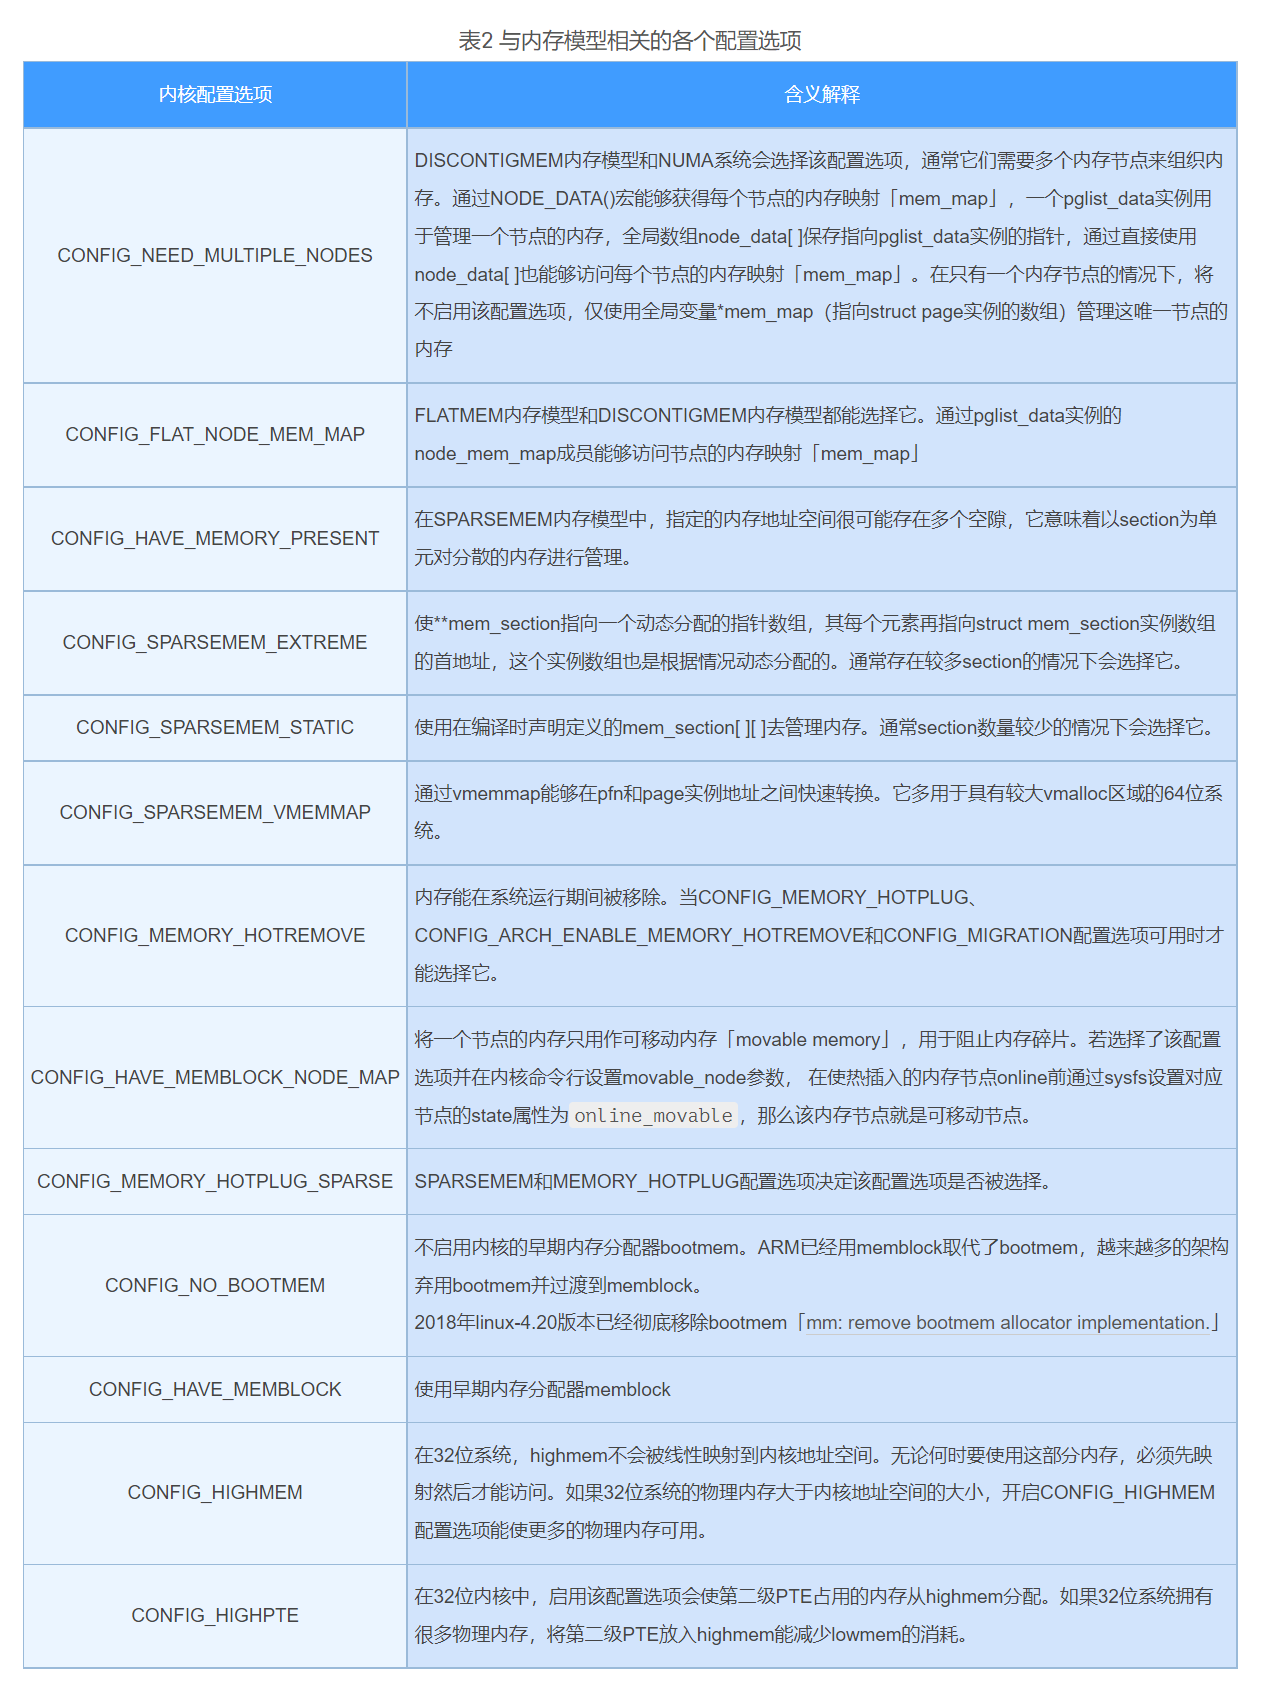 表2 与内存模型相关的各个配置选项
内核配置选项
含义解释
CONFIG_NEED_MULTIPLE_NODES
DISCONTIGMEM内存模型和NUMA系统会选择该配置选项，通常它们需要多个内存节点来组织内
存。通过NODE_DATA()宏能够获得每个节点的内存映射「mem_map」，一个pglist_data实例用
于管理一个节点的内存，全局数组node_data[ ]保存指向pglist_data实例的指针，通过直接使用
node_data[ ]也能够访问每个节点的内存映射「mem_map」。在只有一个内存节点的情况下，将
不启用该配置选项，仅使用全局变量*mem_map（指向struct page实例的数组）管理这唯一节点的
内存
CONFIG_FLAT_NODE_MEM_MAP
FLATMEM内存模型和DISCONTIGMEM内存模型都能选择它。通过pglist_data实例的
node_mem_map成员能够访问节点的内存映射「mem_map」
CONFIG_HAVE_MEMORY_PRESENT
在SPARSEMEM内存模型中，指定的内存地址空间很可能存在多个空隙，它意味着以section为单
元对分散的内存进行管理。
CONFIG_SPARSEMEM_EXTREME
使**mem_section指向一个动态分配的指针数组，其每个元素再指向struct mem_section实例数组
的首地址，这个实例数组也是根据情况动态分配的。通常存在较多section的情况下会选择它。
CONFIG_SPARSEMEM_STATIC
使用在编译时声明定义的mem_section[ ][ ]去管理内存。通常section数量较少的情况下会选择它。
CONFIG_SPARSEMEM_VMEMMAP
通过vmemmap能够在pfn和page实例地址之间快速转换。它多用于具有较大vmalloc区域的64位系
统。
CONFIG_MEMORY_HOTREMOVE
内存能在系统运行期间被移除。当CONFIG_MEMORY_HOTPLUG、
CONFIG_ARCH_ENABLE_MEMORY_HOTREMOVE和CONFIG_MIGRATION配置选项可用时才
能选择它。
CONFIG_HAVE_MEMBLOCK_NODE_MAP
将一个节点的内存只用作可移动内存「movable memory」，用于阻止内存碎片。若选择了该配置
选项并在内核命令行设置movable_node参数， 在使热插入的内存节点online前通过sysfs设置对应
节点的state属性为 online_movable ，那么该内存节点就是可移动节点。
CONFIG_MEMORY_HOTPLUG_SPARSE
SPARSEMEM和MEMORY_HOTPLUG配置选项决定该配置选项是否被选择。
CONFIG_NO_BOOTMEM
不启用内核的早期内存分配器bootmem。ARM已经用memblock取代了bootmem，越来越多的架构
弃用bootmem并过渡到memblock。
2018年linux-4.20版本已经彻底移除bootmem「mm: remove bootmem allocator implementation.」
CONFIG_HAVE_MEMBLOCK
使用早期内存分配器memblock
CONFIG_HIGHMEM
在32位系统，highmem不会被线性映射到内核地址空间。无论何时要使用这部分内存，必须先映
射然后才能访问。如果32位系统的物理内存大于内核地址空间的大小，开启CONFIG_HIGHMEM
配置选项能使更多的物理内存可用。
CONFIG_HIGHPTE
在32位内核中，启用该配置选项会使第二级PTE占用的内存从highmem分配。如果32位系统拥有
很多物理内存，将第二级PTE放入highmem能减少lowmem的消耗。